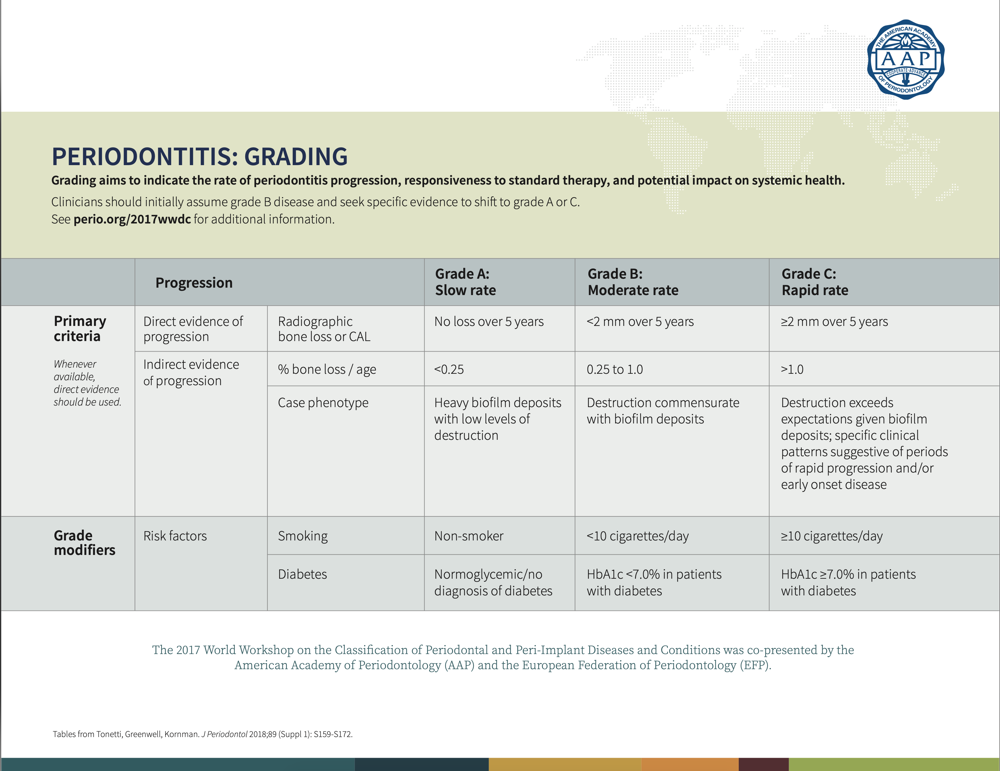 THE AMERICAN ACADEMY
AAP
COOPERATE-ADVANCE
OF PERIODONTOLOGY
PERIODONTITIS: GRADING
Grading aims to indicate the rate of periodontitis progression, responsiveness to standard therapy, and potential impact on systemic health.
Clinicians should initially assume grade B disease and seek specific evidence to shift to grade A or C.
See perio.org/2017wwdc for additional information.
Progression
Grade A:
Slow rate
Grade B:
Moderate rate
Grade C:
Rapid rate
Primary
criteria
Whenever
available,
direct evidence
should be used.
Direct evidence of
progression
Radiographic
bone loss or CAL
No loss over 5 years
<2 mm over 5 years
≥2 mm over 5 years
Indirect evidence
of progression
% bone loss / age
<0.25
0.25 to 1.0
>1.0
Case phenotype
Heavy biofilm deposits
with low levels of
destruction
Destruction commensurate
with biofilm deposits
Destruction exceeds
expectations given biofilm
deposits; specific clinical
patterns suggestive of periods
of rapid progression and/or
early onset disease
Grade
modifiers
Risk factors
Smoking
Non-smoker
<10 cigarettes/day
≥10 cigarettes/day
Diabetes
Normoglycemic/no
diagnosis of diabetes
HbA1c <7.0% in patients
with diabetes
HbA1c ≥7.0% in patients
with diabetes
The 2017 World Workshop on the Classification of Periodontal and Peri-Implant Diseases and Conditions was co-presented by the
American Academy of Periodontology (AAP) and the European Federation of Periodontology (EFP).
Tables from Tonetti, Greenwell, Kornman. J Periodontol 2018;89 (Suppl 1): S159-S172.